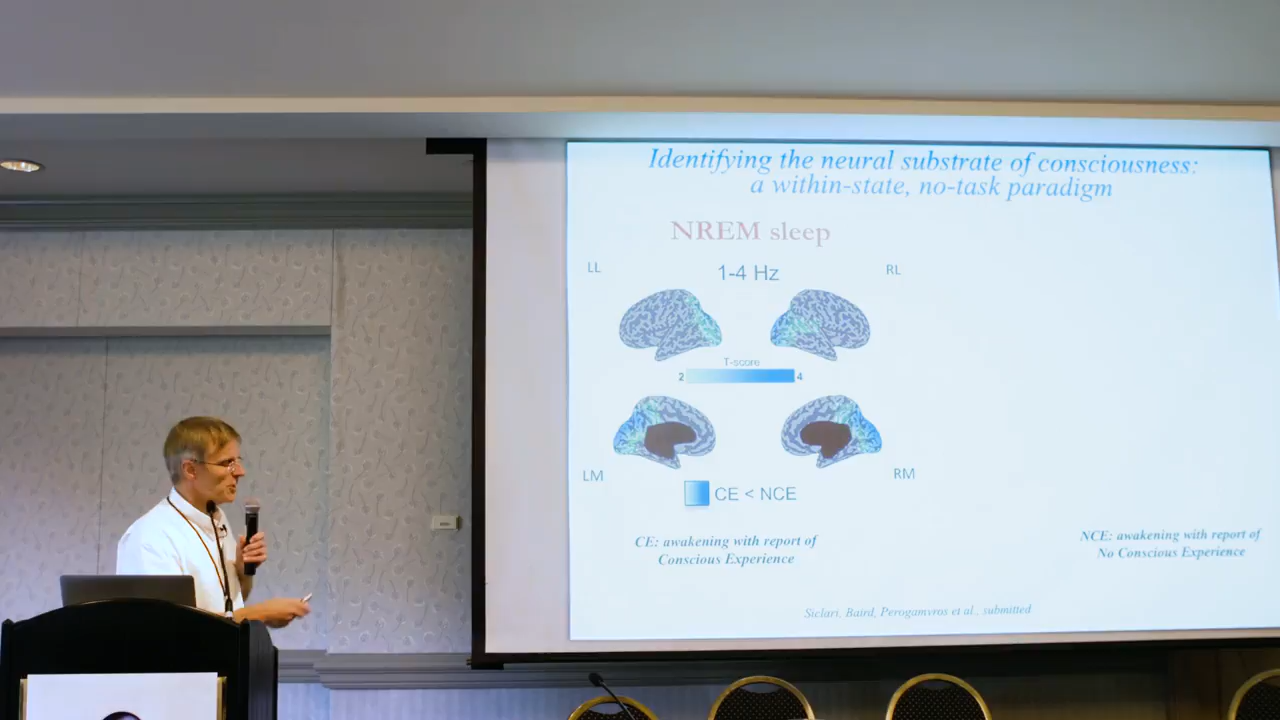 Identifying the neural substrate of consciousness:
a within-state, no-task paradigm
NREM sleep
LL
1-4 Hz
RL
T-score
2
4
LM
RM
CE < NCE
CE: awakening with report of
Conscious Experience
NCE: awakening with report of
No Conscious Experience
Siclari, Baird, Perogamvros et al., submitted